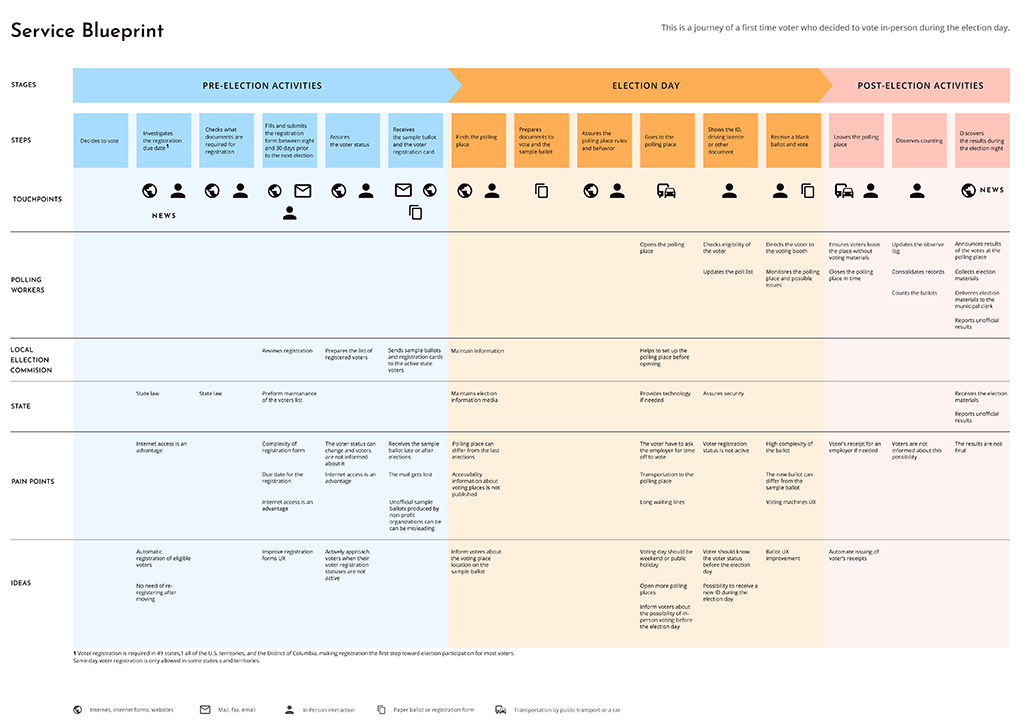 Service Blueprint
This is a journey of a first time voter who decided to vote in-person during the election day.
STAGES
PRE-ELECTION ACTIVITIES
ELECTION DAY
POST-ELECTION ACTIVITIES
STEPS
Decides to vote
Investigates
the registration
due date 1
Checks what
documents are
required for
registration
Fills and submits
the registration
form between eight
and 30 days prior
to the next election
Assures
the voter status
Receives
the sample ballot
and the voter
registration card
Finds the polling
place
Prepares
documents to
vote and the
sample ballot
Assures the
polling place rules
and behavior
Goes to the
polling place
Shows the ID,
driving licence
or other
document
Receive a blank
ballot and vote
Leaves the polling
place
Observes counting
Discovers
the results during
the election night
TOUCHPOINTS
NEWS
NEWS
POLLING
WORKERS
Opens the polling
place
Checks eligibility of
the voter
Updates the poll list
Directs the voter to
the voting booth
Monitores the polling
place and possible
issues
Ensures voters leave
the place without
voting materials
Closes the polling
place in time
Updates the observe
log
Consolidates records
Counts the ballots
Announces results
of the votes at the
polling place
Collects election
materials
Deliveres election
materials to the
municipal clerk
Reports unofficial
results
LOCAL
ELLECTION
COMMISION
Reviews registration
Prepares the list of
registered voters
Sends sample ballots
and registration cards
to the active state
voters
Maintain information
Helps to set up the
polling place before
opening
STATE
State law
State law
Preform maintanance
of the voters list
Maintains election
information media
Provides technology
if needed
Assures security
Receives the election
materials
Reports unofficial
results
PAIN POINTS
Internet access is an
advantage
Complexity of
registration form
Due date for the
registration
Internet access is an
advantage
The voter status can
change and voters
are not informed
about it
Internet access is an
advantage
Receives the sample
ballot late or after
elections
The mail gets lost
Unofficial sample
ballots produced by
non-profit
organizations can be
can be misleading
Polling place can
differ from the last
elections
Accessibility
information about
voting places is not
published
The voter have to ask
the employer for time
off to vote
Transportation to the
polling place
Long waiting lines
Voter registration
status is not active
High complexity of
the ballot
The new ballot can
differ from the
sample ballot
Voting machines UX
Voter's receipt for an
employer if needed
Voters are not
informed about this
possibility
The results are not
final
IDEAS
Automatic
registration of eligible
voters
No need of re-
registering after
moving
Improve registration
forms UX
Actively approach
voters when their
voter registration
statuses are not
active
Inform voters about
the voting place
location on the
sample ballot
Voting day should be
weekend or public
holiday
Open more polling
places
Inform voters about
the possibility of in-
person voting before
the election day
Voter should know
the voter status
before the election
day
Possibility to receive a
new ID during the
election day
Ballot UX
improvement
Automate issuing of
voter's receipts
1 Voter registration is required in 49 states,1 all of the U.S. territories, and the District of Columbia, making registration the first step toward election participation for most voters.
Same-day voter registration is only allowed in some states s and territories.
Internet, internet forms, websites
Mail, fax, email
In Person interaction
Paper ballot or registration form
Transportation by public transport or a car